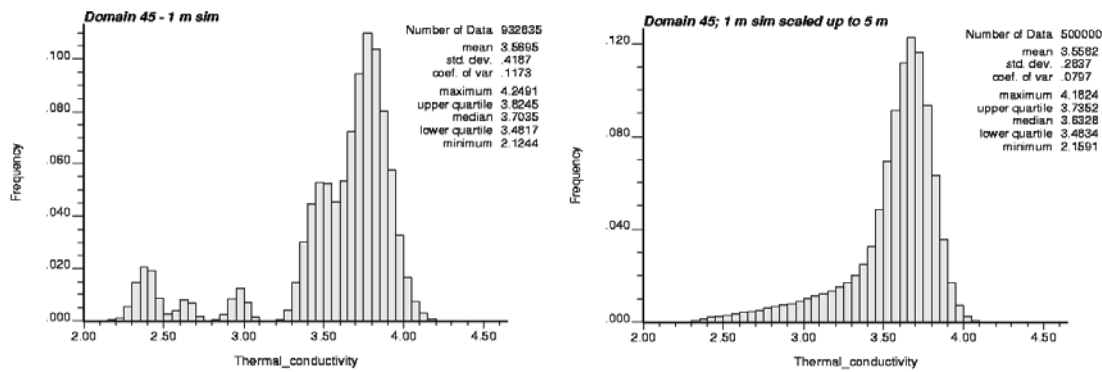 Domain 45 - 1 m sim
Number of Data 932835
mean 3.5695
std. dev. .4187
coef. of var .1173
maximum 4.2491
upper quartile 3.8245
median 3.7035
lower quartile 3.4817
minimum 2.1244
.100
.080
.060
.040
.020
.000
Frequency
2.00 2.50 3.00 3.50 4.00 4.50
Thermal_conductivity
Domain 45; 1 m sim scaled up to 5 m
Number of Data 500000
mean 3.5582
std. dev. .2837
coef. of var .0797
maximum 4.1824
upper quartile 3.7352
median 3.6328
lower quartile 3.4834
minimum 2.1591
.120
.080
.040
.000
Frequency
2.00 2.50 3.00 3.50 4.00 4.50
Thermal_conductivity